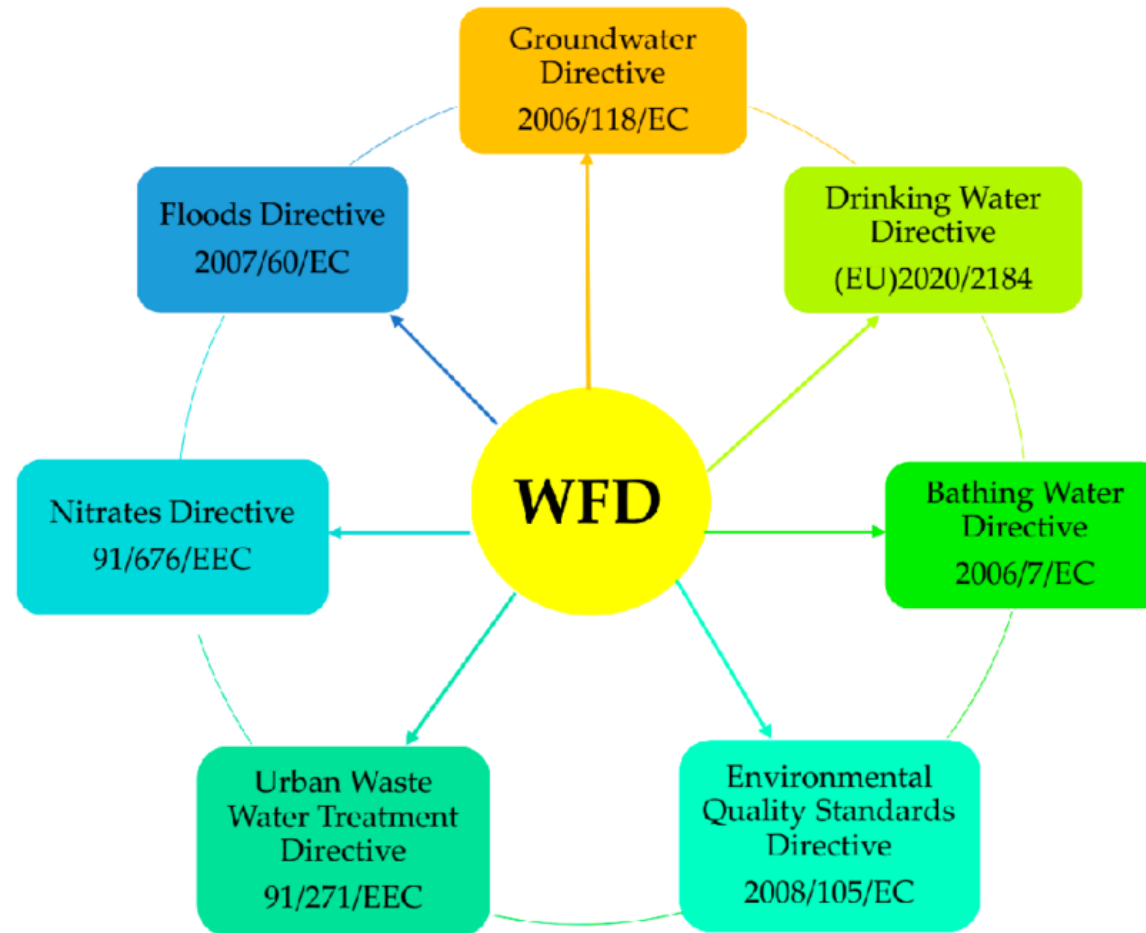 Groundwater
Directive
2006/118/EC
Floods Directive
2007/60/EC
Drinking Water
Directive
(EU)2020/2184
WFD
Nitrates Directive
91/676/EEC
Bathing Water
Directive
2006/7/EC
Urban Waste
Water Treatment
Directive
91/271/EEC
Environmental
Quality Standards
Directive
2008/105/EC